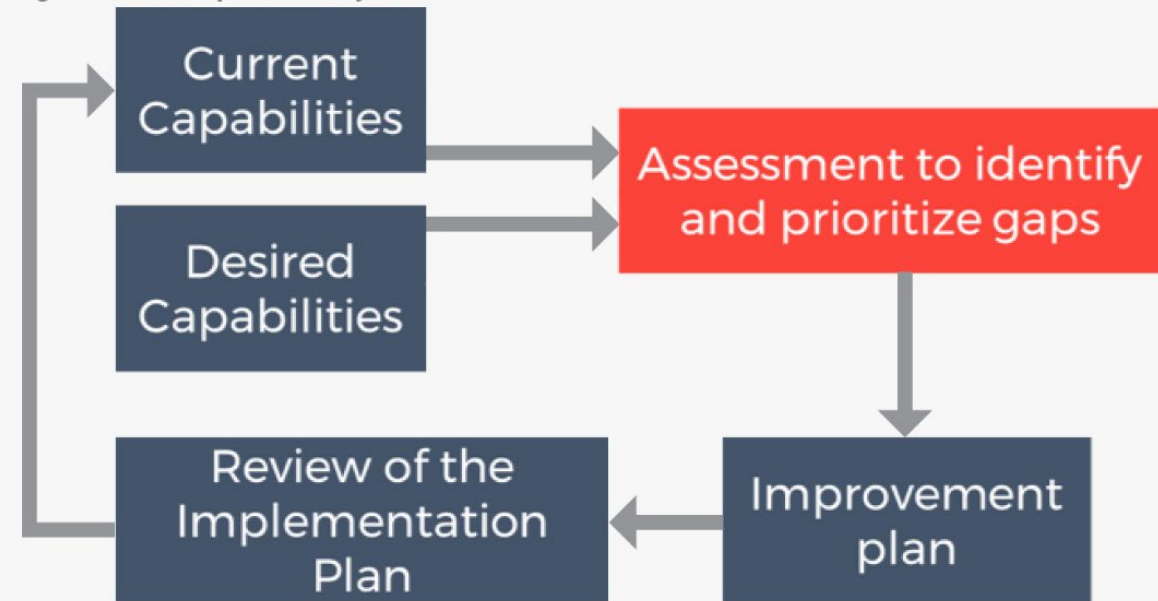 Current
Capabilities
Assessment to identify
and prioritize gaps
Desired
Capabilities
Review of the
Implementation
Plan
Improvement
plan